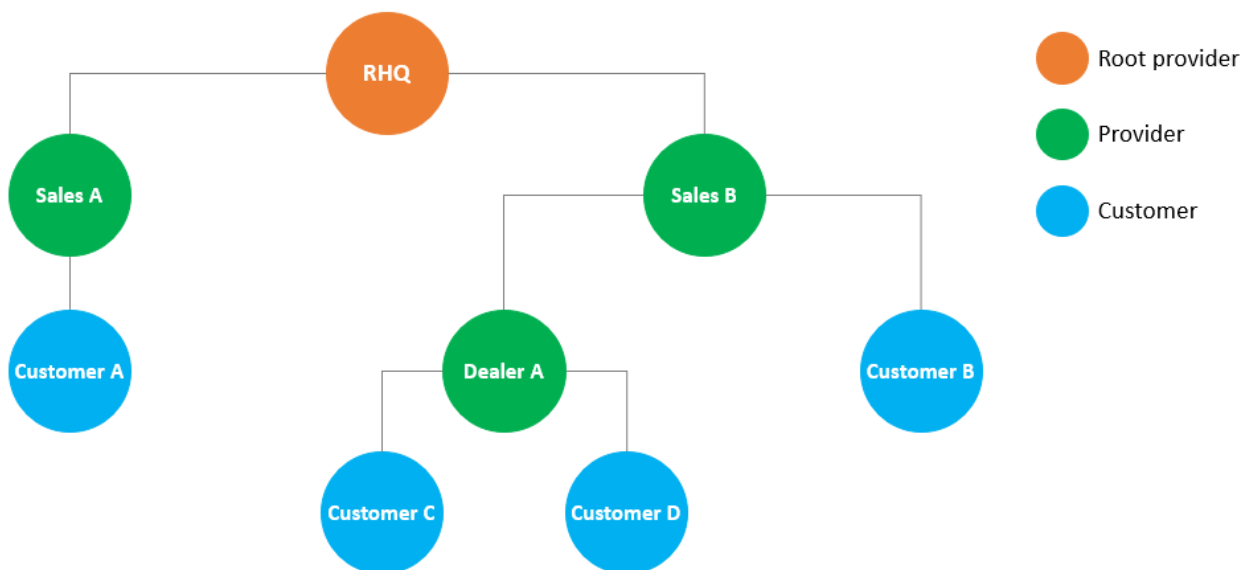 RHQ
Root provider
Provider
Sales A
Sales B
Customer
Customer A
Dealer A
Customer B
Customer C
Customer D